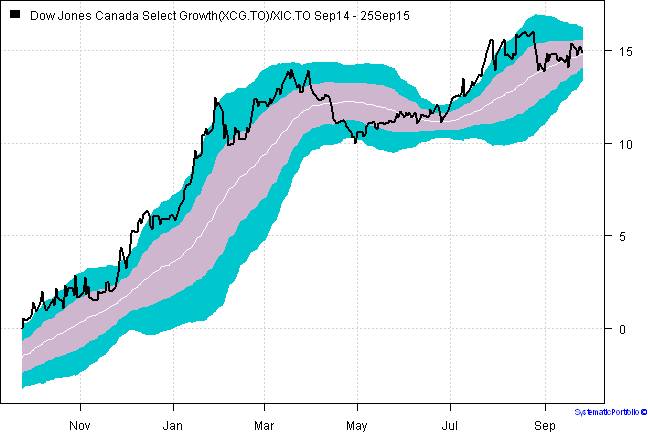 Dow Jones Canada Select Growth(XCG.TO)/XIC.TO Sep14 - 25Sep15
15
10
5
0
Nov Jan Mar May Jul Sep
SystematicPortfolio ©